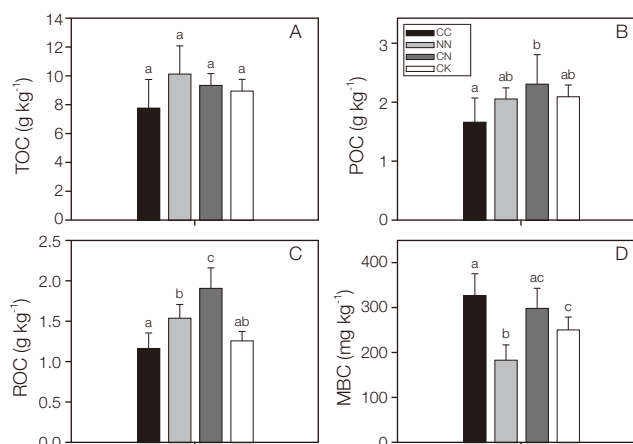 14
12
10
8
6
4
2
0
TOC (g kg-1)
a
a
a
a
A
3
2
1
0
POC (g kg-1)
CC
NN
CN
CK
a
ab
b
ab
B
2.5
2.0
1.5
1.0
0.5
0.0
ROC (g kg-1)
a
b
c
ab
C
400
300
200
100
0
MBC (mg kg-1)
a
b
ac
c
D